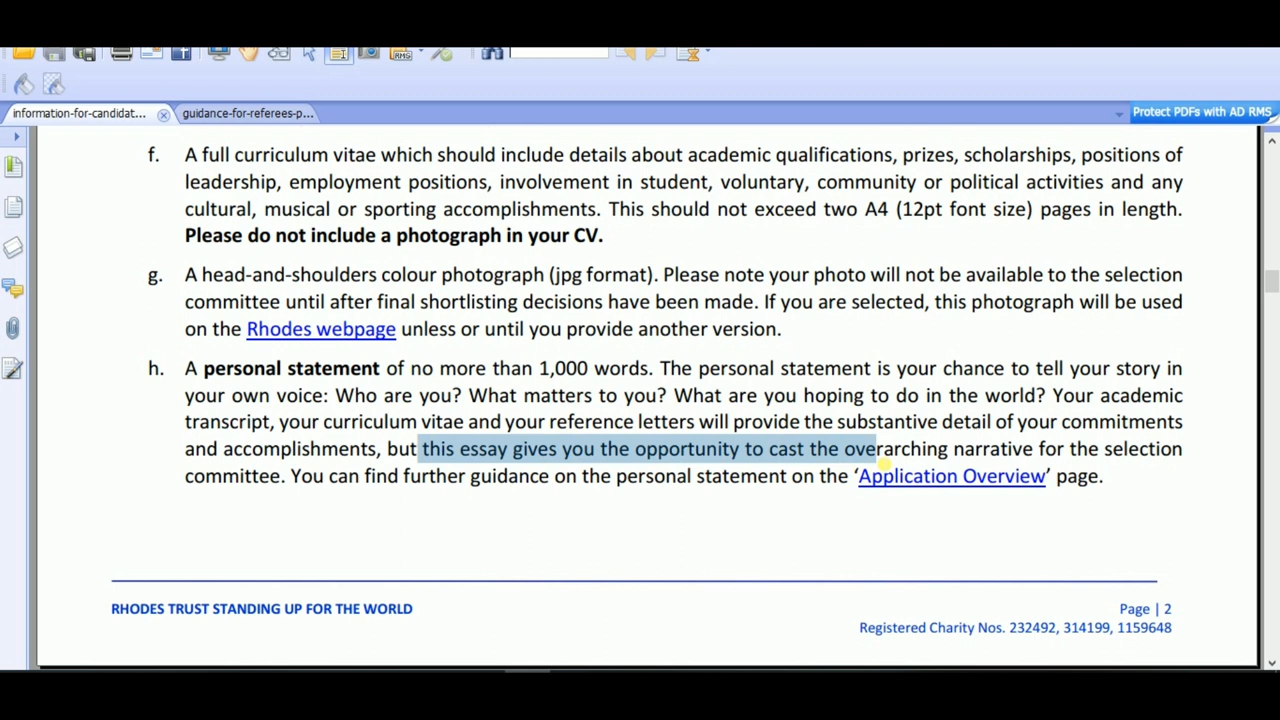 RMS
information-for-candidat...
guidance-for-referees-p...
Protect PDFs with AD RMS
f. A full curriculum vitae which should include details about academic qualifications, prizes, scholarships, positions of
leadership, employment positions, involvement in student, voluntary, community or political activities and any
cultural, musical or sporting accomplishments. This should not exceed two A4 (12pt font size) pages in length.
Please do not include a photograph in your CV.
g. A head-and-shoulders colour photograph (jpg format). Please note your photo will not be available to the selection
committee until after final shortlisting decisions have been made. If you are selected, this photograph will be used
on the Rhodes webpage unless or until you provide another version.
h. A personal statement of no more than 1,000 words. The personal statement is your chance to tell your story in
your own voice: Who are you? What matters to you? What are you hoping to do in the world? Your academic
transcript, your curriculum vitae and your reference letters will provide the substantive detail of your commitments
and accomplishments, but this essay gives you the opportunity to cast the overarching narrative for the selection
committee. You can find further guidance on the personal statement on the ‘Application Overview’ page.
RHODES TRUST STANDING UP FOR THE WORLD
Page | 2
Registered Charity Nos. 232492, 314199, 1159648